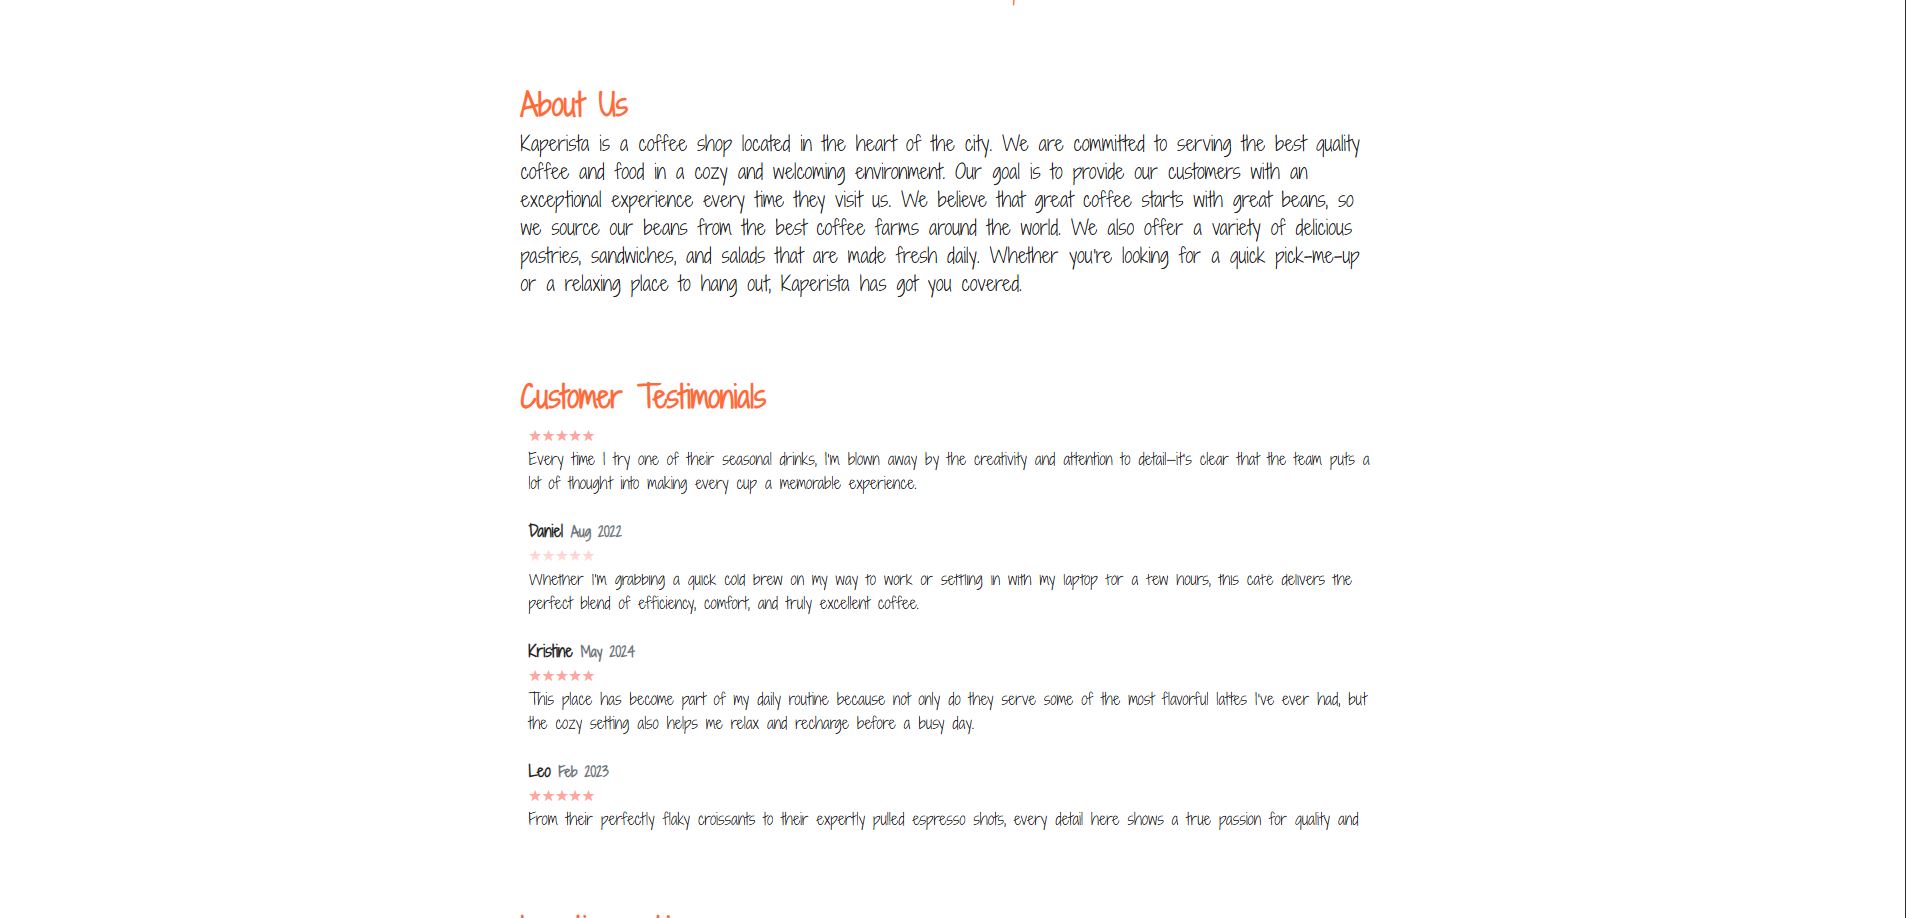 About Us
Kaperista is a coffee shop located in the heart of the city. We are committed to serving the best quality
coffee and food in a cozy and welcoming environment. Our goal is to provide our customers with an
exceptional experience every time they visit us. We believe that great coffee starts with great beans, so
we source our beans from the best coffee farms around the world. We also offer a variety of delicious
pastries, sandwiches, and salads that are made fresh daily. Whether you're looking for a quick pick-me-up
or a relaxing place to hang out, Kaperista has got you covered.
Customer Testimonials
★★★★★
Every time I try one of their seasonal drinks, I'm blown away by the creativity and attention to detail—it's clear that the team puts a
lot of thought into making every cup a memorable experience.
Daniel Aug 2022
★★★★★
Whether I'm grabbing a quick cold brew on my way to work or settling in with my laptop for a few hours, this cafe delivers the
perfect blend of efficiency, comfort, and truly excellent coffee.
Kristine May 2024
★★★★★
This place has become part of my daily routine because not only do they serve some of the most flavorful lattes I've ever had, but
the cozy setting also helps me relax and recharge before a busy day.
Leo Feb 2023
★★★★★
From their perfectly flaky croissants to their expertly pulled espresso shots, every detail here shows a true passion for quality and